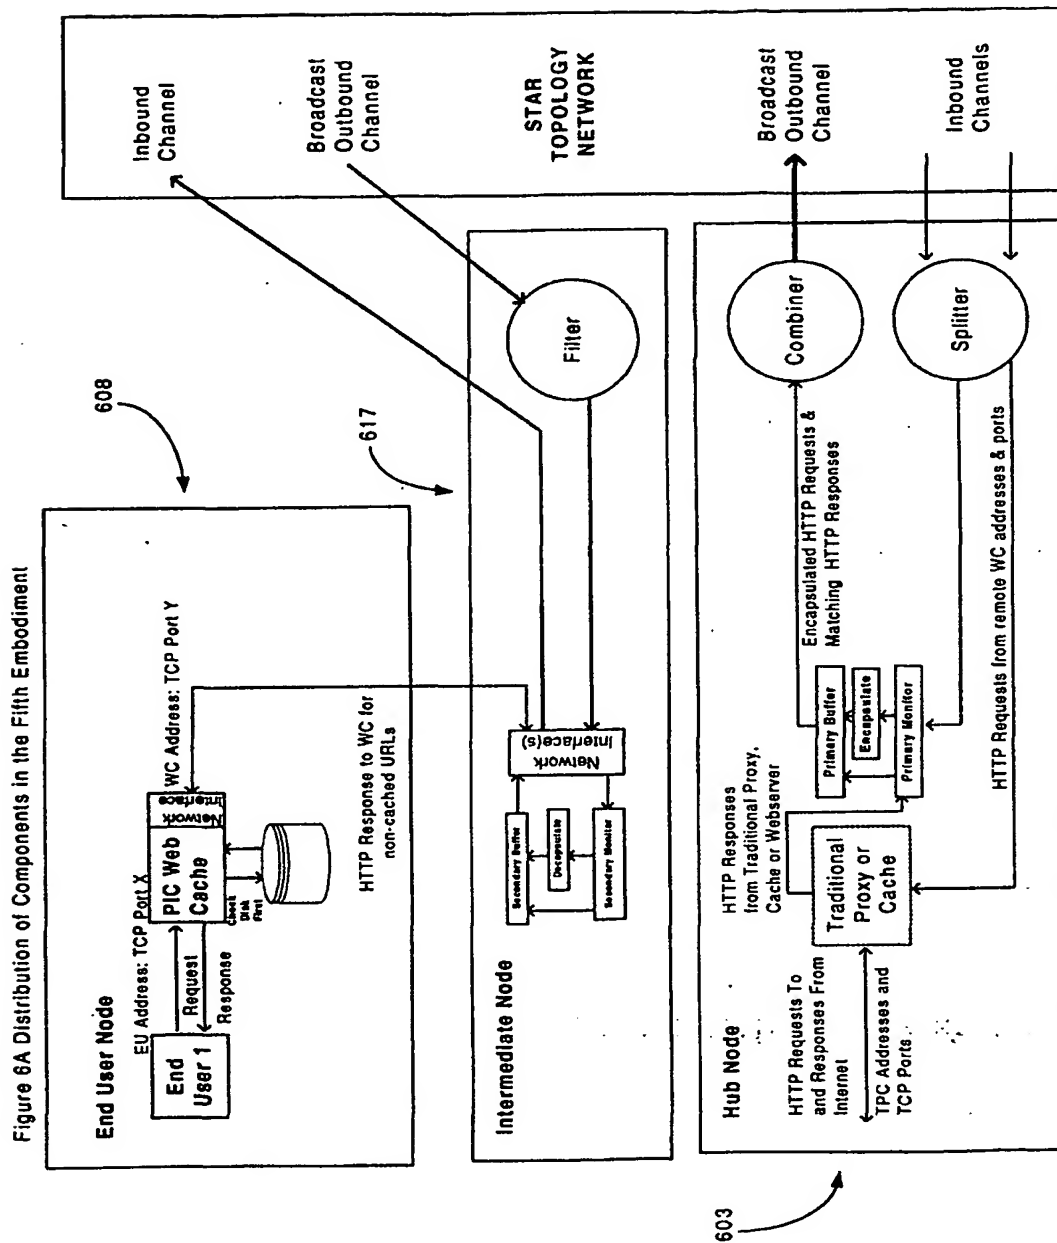 Figure 6A Distribution of Components in the Fifth Embodiment
End User Node
608
EU Address: TCP Port X
WC Address: TCP Port Y
End
User 1
Request
Response
PIC Web
Cache
Network
Interface
Check
Disk
First
HTTP Response to WC for
non-cached URLs
617
Intermediate Node
Secondary Buffer
Decapsulate
Secondary Monitor
Network
Interface(s)
Filter
Inbound
Channel
Broadcast
Outbound
Channel
STAR
TOPOLOGY
NETWORK
Broadcast
Outbound
Channel
Inbound
Channels
603
Hub Node
HTTP Requests To
and Responses From
Internet
TPC Addresses and
TCP Ports
HTTP Responses
from Traditional Proxy,
Cache or Webserver
Traditional
Proxy or
Cache
Primary Buffer
Encapsulate
Primary Monitor
Encapsulated HTTP Requests &
Matching HTTP Responses
HTTP Requests from remote WC addresses & ports
Combiner
Splitter